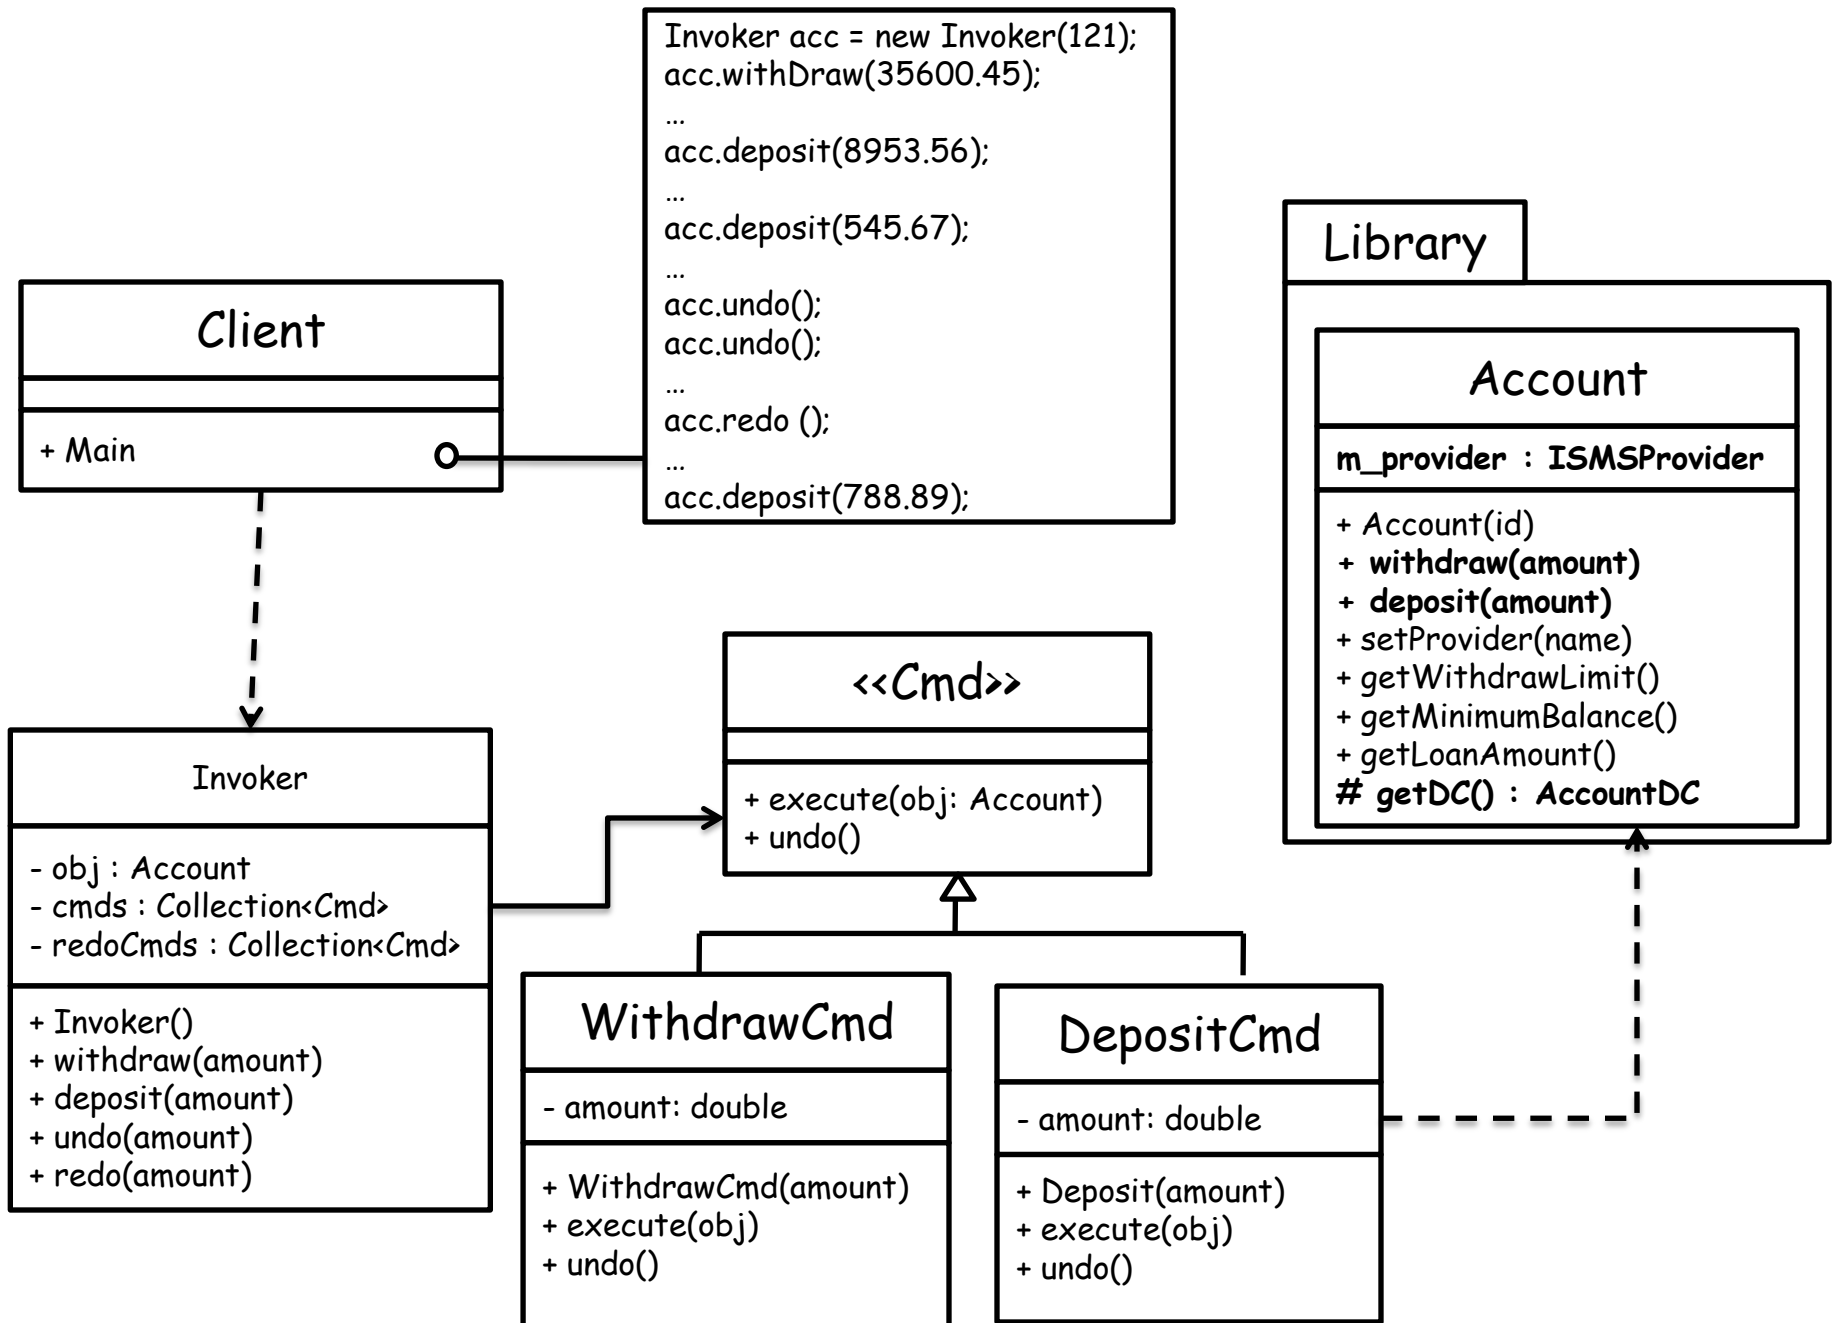 Invoker acc = new Invoker(121);
acc.withDraw(35600.45);
...
acc.deposit(8953.56);
...
acc.deposit(545.67);
...
acc.undo();
acc.undo();
...
acc.redo ();
...
acc.deposit(788.89);
Client
+ Main
Library
Account
m_provider : ISMSProvider
+ Account(id)
+ withdraw(amount)
+ deposit(amount)
+ setProvider(name)
+ getWithdrawLimit()
+ getMinimumBalance()
+ getLoanAmount()
# getDC() : AccountDC
<<Cmd>>
+ execute(obj: Account)
+ undo()
Invoker
- obj : Account
- cmds : Collection<Cmd>
- redoCmds : Collection<Cmd>
+ Invoker()
+ withdraw(amount)
+ deposit(amount)
+ undo(amount)
+ redo(amount)
WithdrawCmd
- amount: double
+ WithdrawCmd(amount)
+ execute(obj)
+ undo()
DepositCmd
- amount: double
+ Deposit(amount)
+ execute(obj)
+ undo()